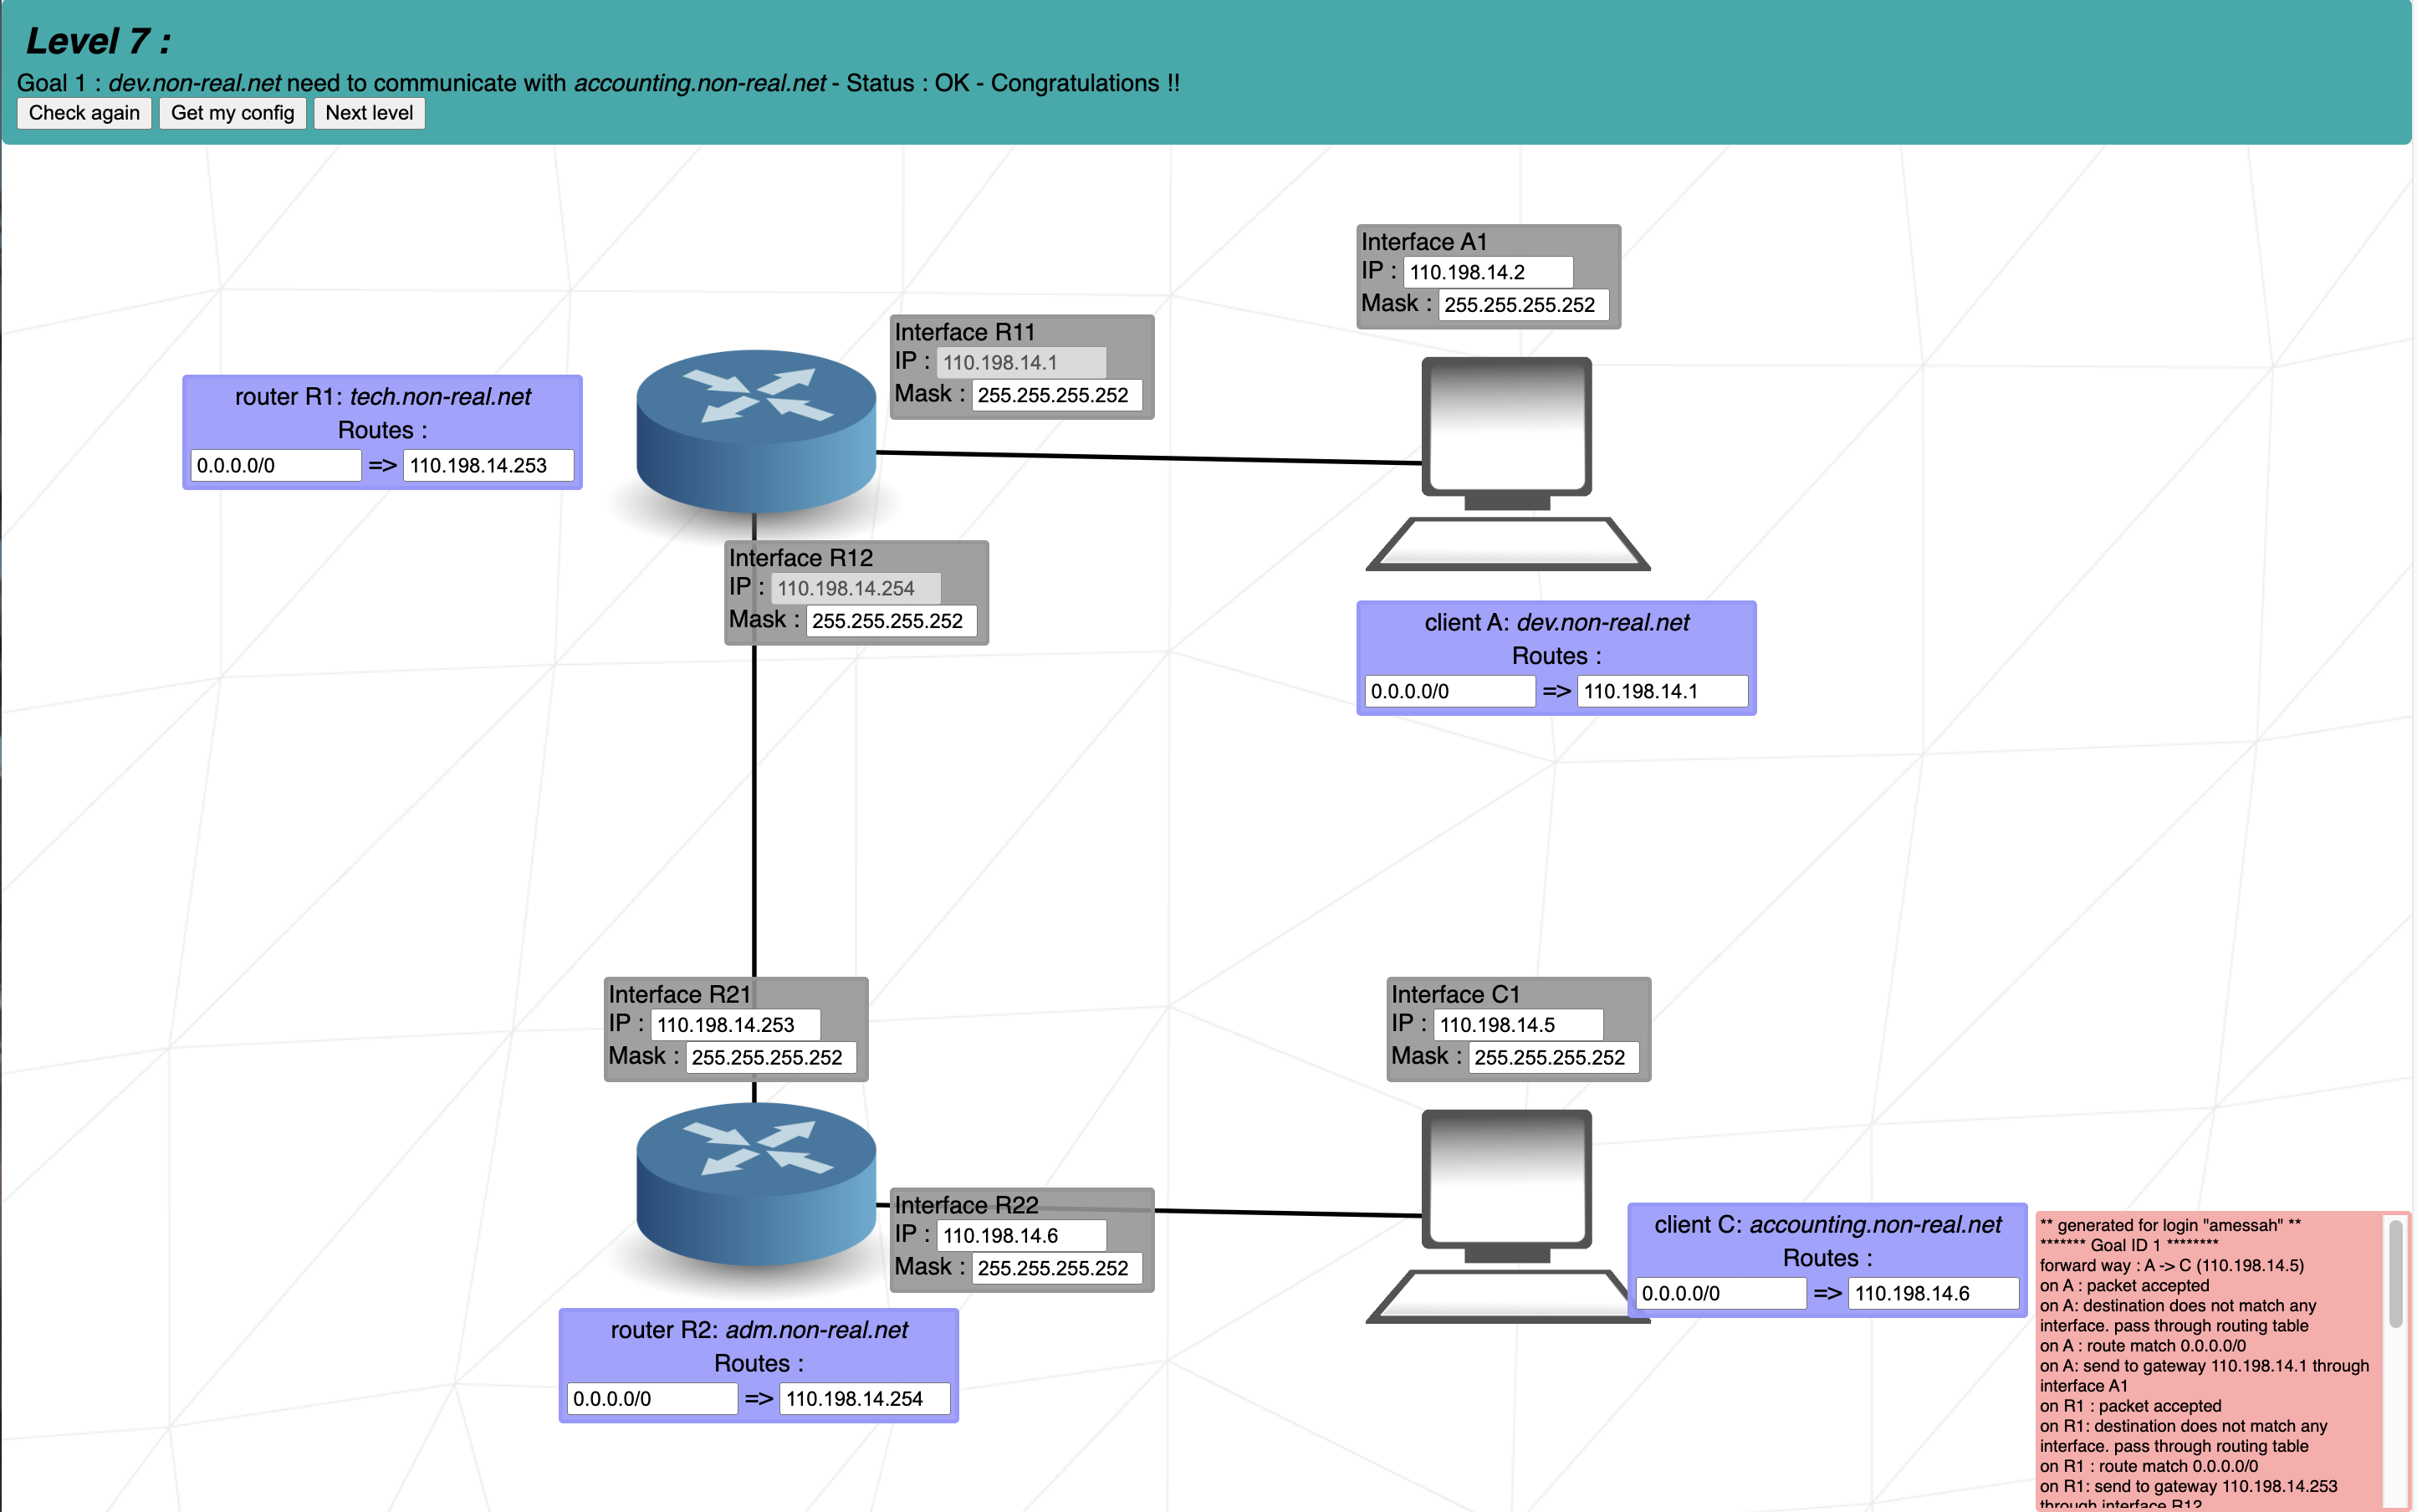 Level 7 :
Goal 1 : dev.non-real.net need to communicate with accounting.non-real.net - Status : OK - Congratulations !!
Check again Get my config Next level
Interface A1
IP : 110.198.14.2
Mask : 255.255.255.252
Interface R11
IP : 110.198.14.1
Mask : 255.255.255.252
router R1: tech.non-real.net
Routes :
0.0.0.0/0 => 110.198.14.253
Interface R12
IP : 110.198.14.254
Mask : 255.255.255.252
client A: dev.non-real.net
Routes :
0.0.0.0/0 => 110.198.14.1
Interface R21
IP : 110.198.14.253
Mask : 255.255.255.252
Interface C1
IP : 110.198.14.5
Mask : 255.255.255.252
Interface R22
IP : 110.198.14.6
Mask : 255.255.255.252
client C: accounting.non-real.net
Routes :
0.0.0.0/0 => 110.198.14.6
router R2: adm.non-real.net
Routes :
0.0.0.0/0 => 110.198.14.254
** generated for login "amessah" **
******* Goal ID 1 ********
forward way : A -> C (110.198.14.5)
on A : packet accepted
on A: destination does not match any
interface. pass through routing table
on A : route match 0.0.0.0/0
on A: send to gateway 110.198.14.1 through
interface A1
on R1 : packet accepted
on R1: destination does not match any
interface. pass through routing table
on R1 : route match 0.0.0.0/0
on R1: send to gateway 110.198.14.253
through interface R12